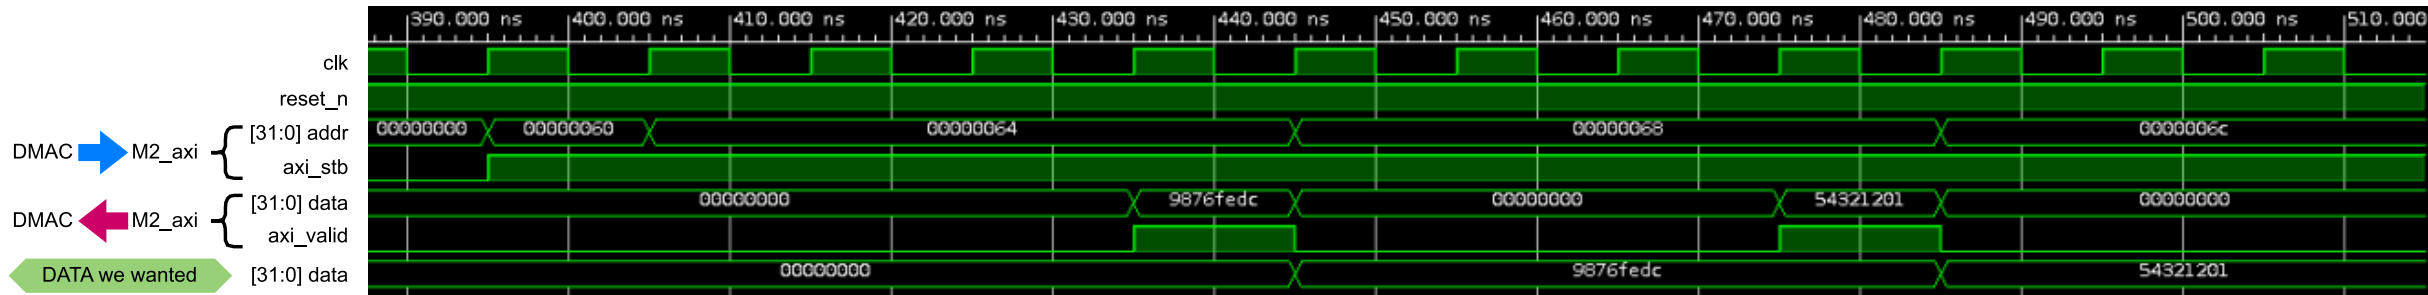 390.000 ns 400.000 ns 410.000 ns 420.000 ns 430.000 ns 440.000 ns 450.000 ns 460.000 ns 470.000 ns 480.000 ns 490.000 ns 500.000 ns 510.000
clk
reset_n
[31:0] addr 00000000 00000060 00000064 00000068 0000006c
DMAC M2_axi
axi_stb
[31:0] data 00000000 9876fedc 00000000 54321201 00000000
DMAC M2_axi
axi_valid
DATA we wanted [31:0] data 00000000 9876fedc 54321201